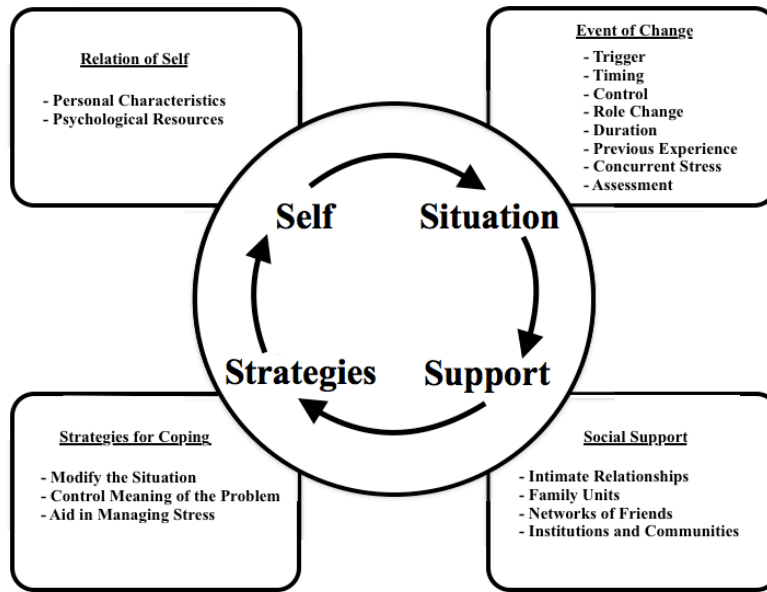 Relation of Self
- Personal Characteristics
- Psychological Resources
Event of Change
- Trigger
- Timing
- Control
- Role Change
- Duration
- Previous Experience
- Concurrent Stress
- Assessment
Self
Situation
Strategies
Support
Strategies for Coping
- Modify the Situation
- Control Meaning of the Problem
- Aid in Managing Stress
Social Support
- Intimate Relationships
- Family Units
- Networks of Friends
- Institutions and Communities